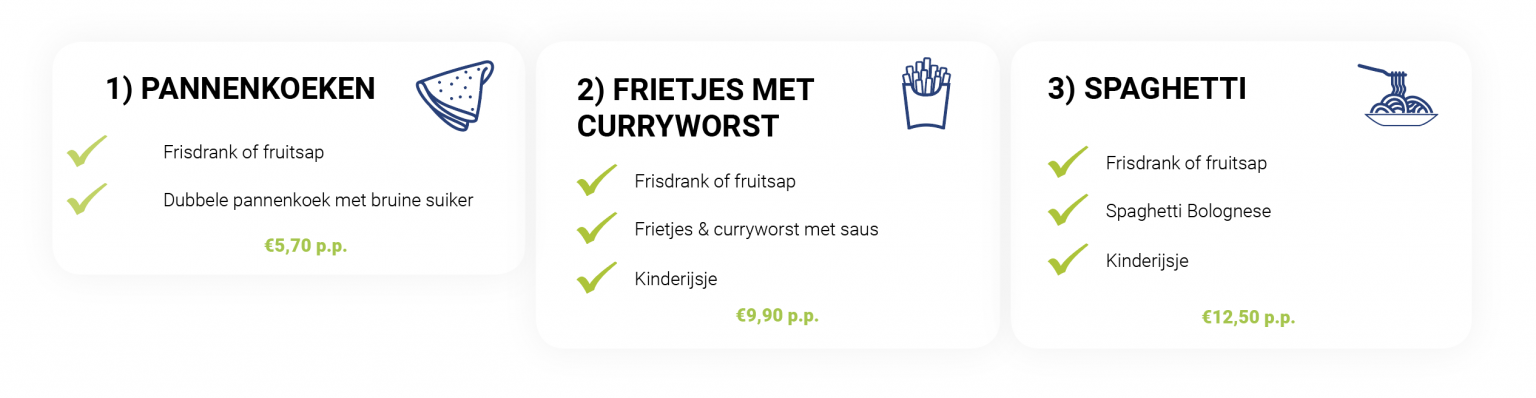 1) PANNENKOEKEN
Frisdrank of fruitsap
Dubbele pannenkoek met bruine suiker
€5,70 p.p.
2) FRIETJES MET
CURRYWORST
Frisdrank of fruitsap
Frietjes & curryworst met saus
Kinderijsje
€9,90 p.p.
3) SPAGHETTI
Frisdrank of fruitsap
Spaghetti Bolognese
Kinderijsje
€12,50 p.p.